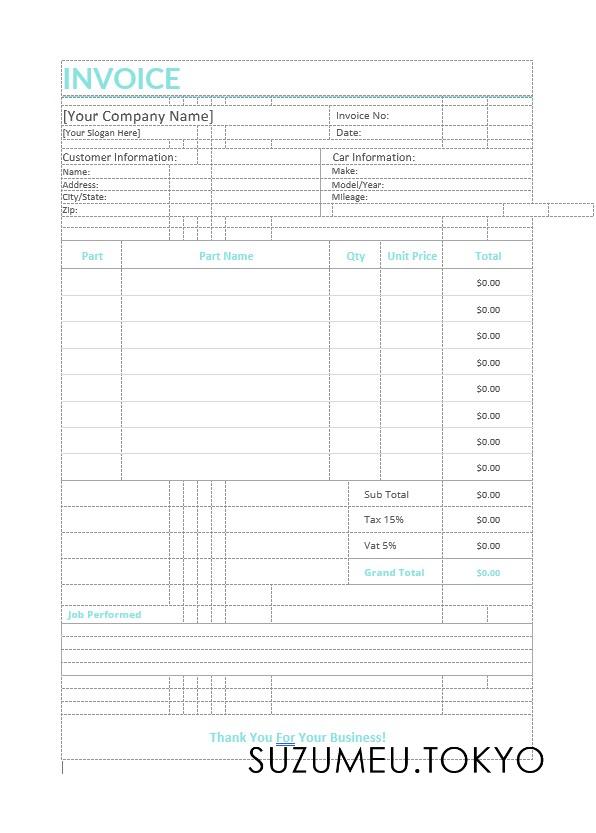 INVOICE
[Your Company Name] Invoice No:
[Your Slogan Here] Date:
Customer Information: Car Information:
Name: Make:
Address: Model/Year:
City/State: Mileage:
Zip:
Part Part Name Qty Unit Price Total
$0.00
$0.00
$0.00
$0.00
$0.00
$0.00
$0.00
$0.00
Sub Total $0.00
Tax 15% $0.00
Vat 5% $0.00
Grand Total $0.00
Job Performed
Thank You For Your Business!
SUZUMEU.TOKYO